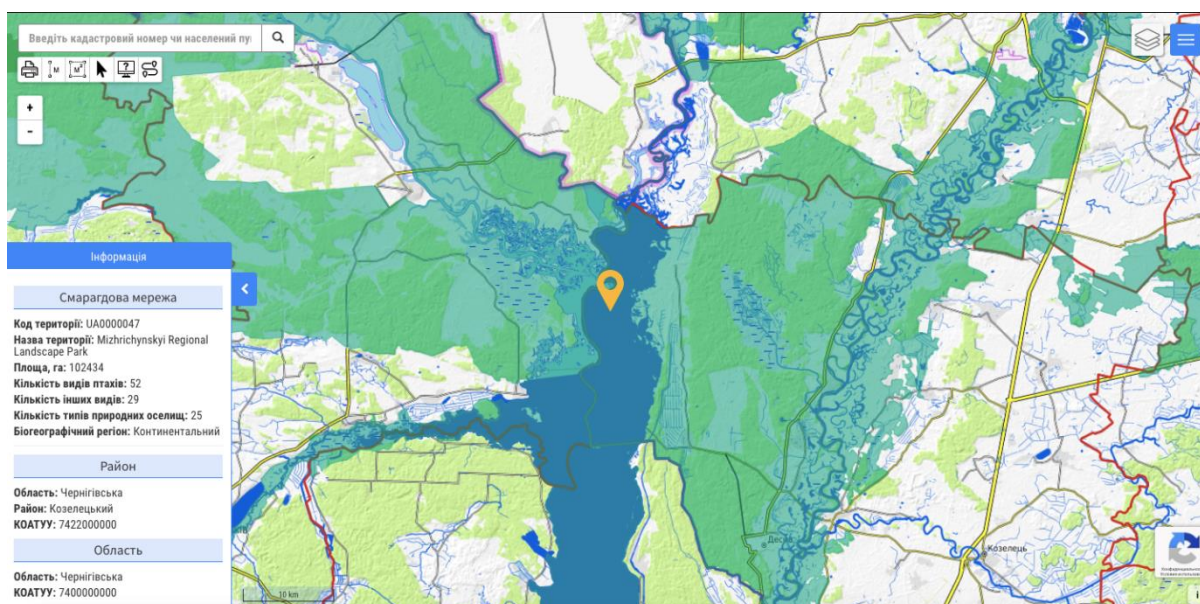 Введіть кадастровий номер чи населений пу
М
М²
?
+
-
Інформація
Смарагдова мережа
Код території: UA0000047
Назва території: Mizhrichynskyi Regional
Landscape Park
Площа, га: 102434
Кількість видів птахів: 52
Кількість інших видів: 29
Кількість типів природних оселищ: 25
Біогеографічний регіон: Континентальний
Район
Область: Чернігівська
Район: Козелецький
КОАТУУ: 7422000000
Область
Область: Чернігівська
КОАТУУ: 7400000000
10 km
Козелець